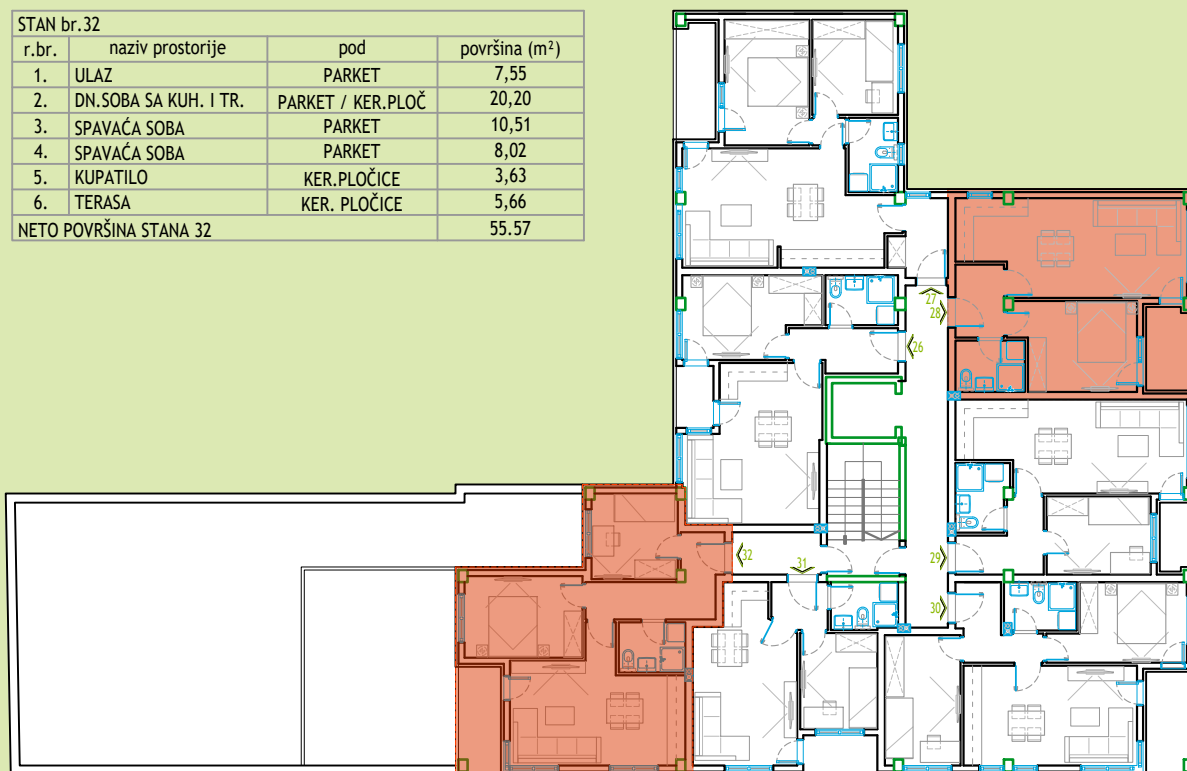 STAN br.32
r.br. naziv prostorije pod površina (m²)
1. ULAZ PARKET 7,55
2. DN.SOBA SA KUH. I TR. PARKET / KER.PLOČ 20,20
3. SPAVAĆA SOBA PARKET 10,51
4. SPAVAĆA SOBA PARKET 8,02
5. KUPATILO KER.PLOČICE 3,63
6. TERASA KER. PLOČICE 5,66
NETO POVRŠINA STANA 32 55.57
27
28
26
32
31
29
30